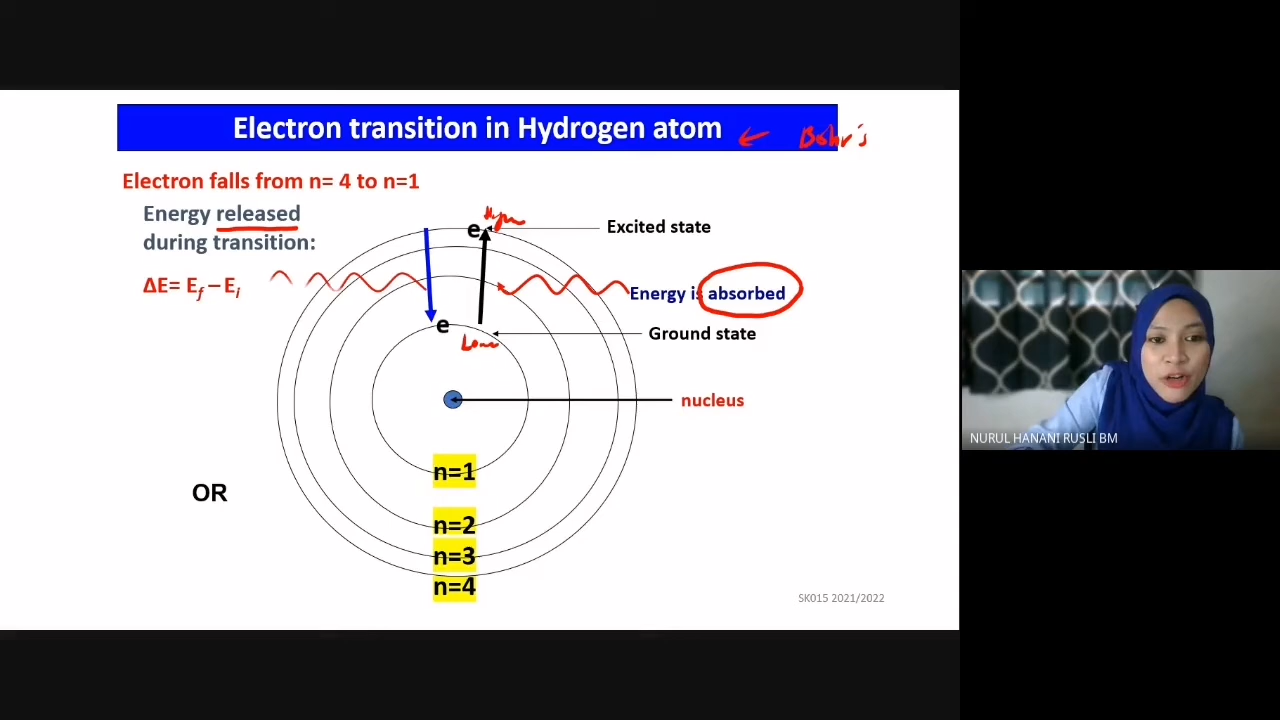 Electron transition in Hydrogen atom
← Bohr's
Electron falls from n= 4 to n=1
Energy released
during transition:
ΔE= Ef – Ei
e
Excited state
Energy is absorbed
e
Low
Ground state
nucleus
n=1
OR
n=2
n=3
n=4
SK015 2021/2022
NURUL HANANI RUSLI BM